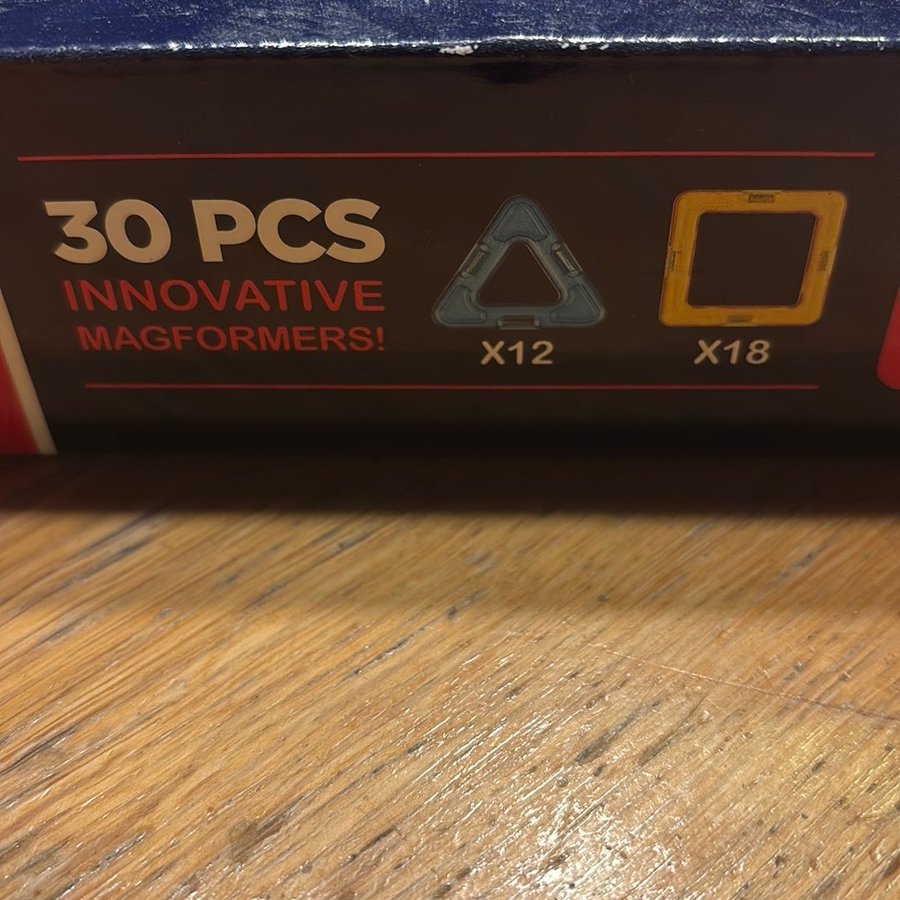 30 PCS
INNOVATIVE
MAGFORMERS!
X12
X18